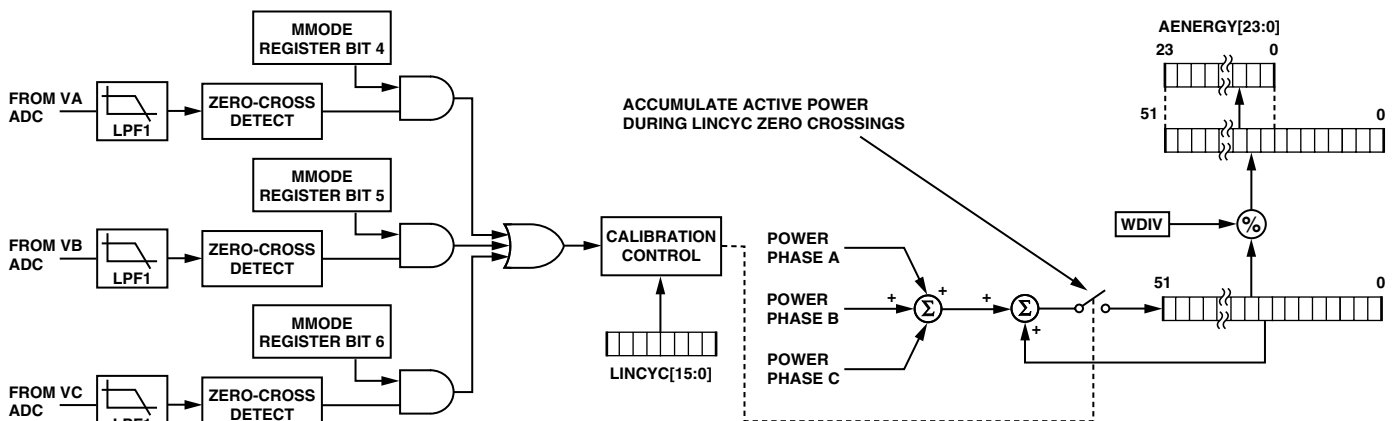 MMODE
REGISTER BIT 4
FROM VA
ADC
LPF1
ZERO-CROSS
DETECT
MMODE
REGISTER BIT 5
FROM VB
ADC
LPF1
ZERO-CROSS
DETECT
MMODE
REGISTER BIT 6
FROM VC
ADC
LPF1
ZERO-CROSS
DETECT
CALIBRATION
CONTROL
LINCYC[15:0]
ACCUMULATE ACTIVE POWER
DURING LINCYC ZERO CROSSINGS
POWER
PHASE A
POWER
PHASE B
POWER
PHASE C
+
+
Σ
+
Σ
+
AENERGY[23:0]
23 0
51 0
WDIV
%
51 0